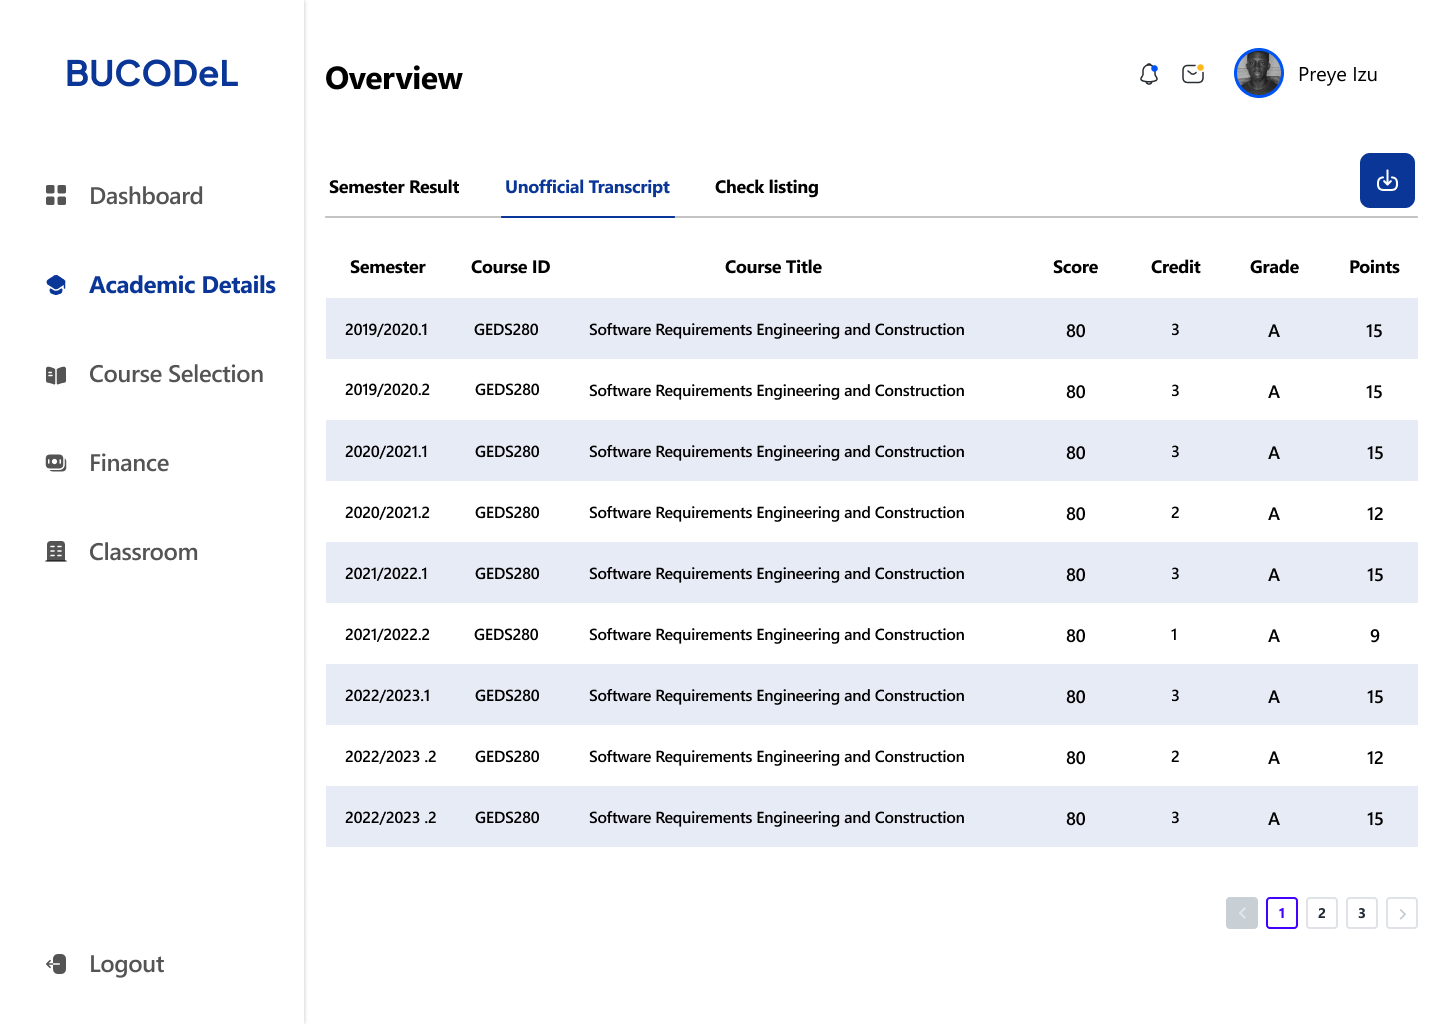 BUCODeL
Overview
Preye Izu
Dashboard
Academic Details
Course Selection
Finance
Classroom
Logout
Semester Result Unofficial Transcript Check listing
Semester Course ID Course Title Score Credit Grade Points
2019/2020.1 GEDS280 Software Requirements Engineering and Construction 80 3 A 15
2019/2020.2 GEDS280 Software Requirements Engineering and Construction 80 3 A 15
2020/2021.1 GEDS280 Software Requirements Engineering and Construction 80 3 A 15
2020/2021.2 GEDS280 Software Requirements Engineering and Construction 80 2 A 12
2021/2022.1 GEDS280 Software Requirements Engineering and Construction 80 3 A 15
2021/2022.2 GEDS280 Software Requirements Engineering and Construction 80 1 A 9
2022/2023.1 GEDS280 Software Requirements Engineering and Construction 80 3 A 15
2022/2023 .2 GEDS280 Software Requirements Engineering and Construction 80 2 A 12
2022/2023 .2 GEDS280 Software Requirements Engineering and Construction 80 3 A 15
1 2 3